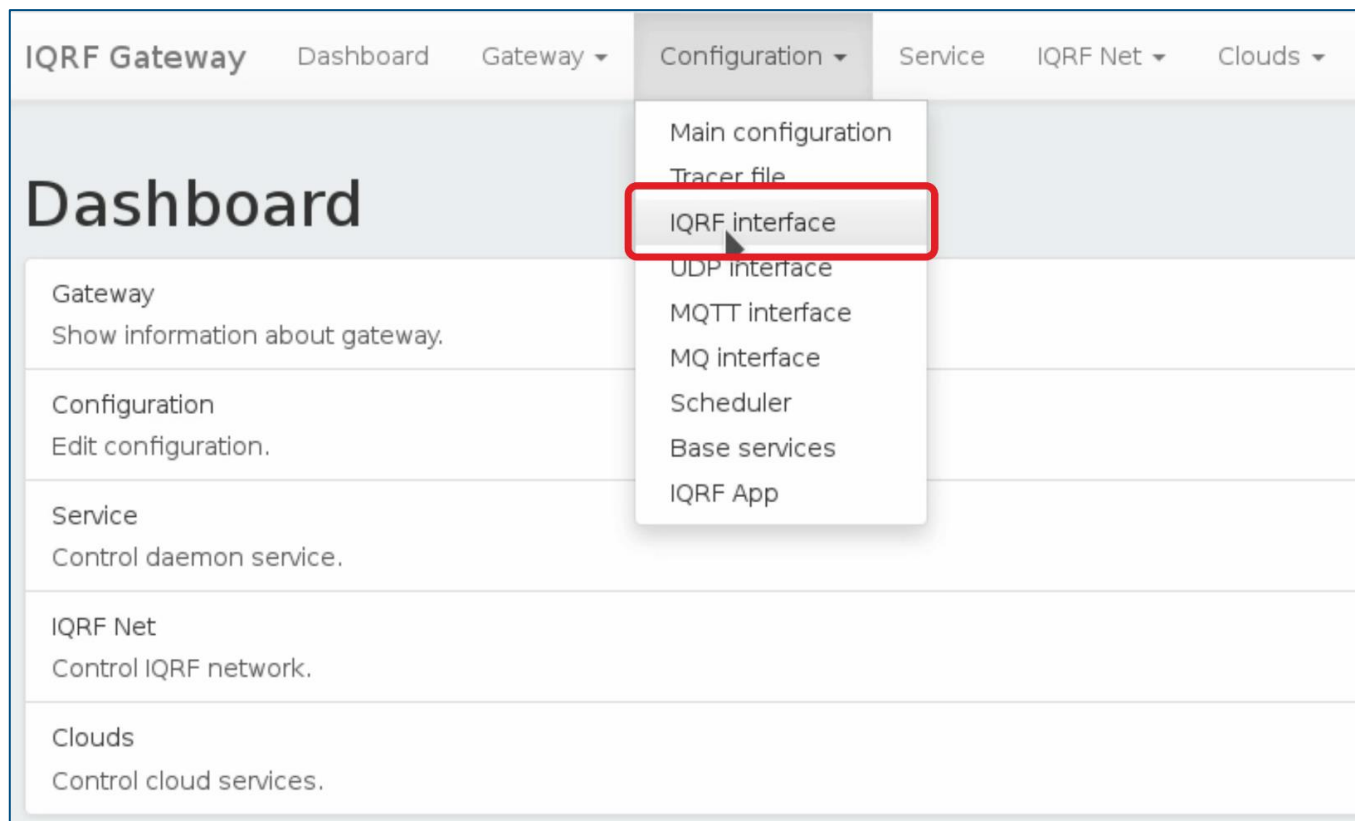 IQRF Gateway Dashboard Gateway Configuration Service IQRF Net Clouds
Main configuration
Tracer file
IQRF interface
UDP interface
MQTT interface
MQ interface
Scheduler
Base services
IQRF App
Dashboard
Gateway
Show information about gateway.
Configuration
Edit configuration.
Service
Control daemon service.
IQRF Net
Control IQRF network.
Clouds
Control cloud services.